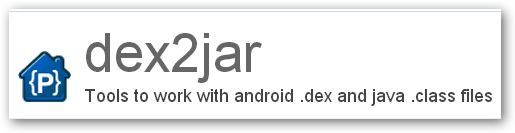 {P}
dex2jar
Tools to work with android .dex and java .class files